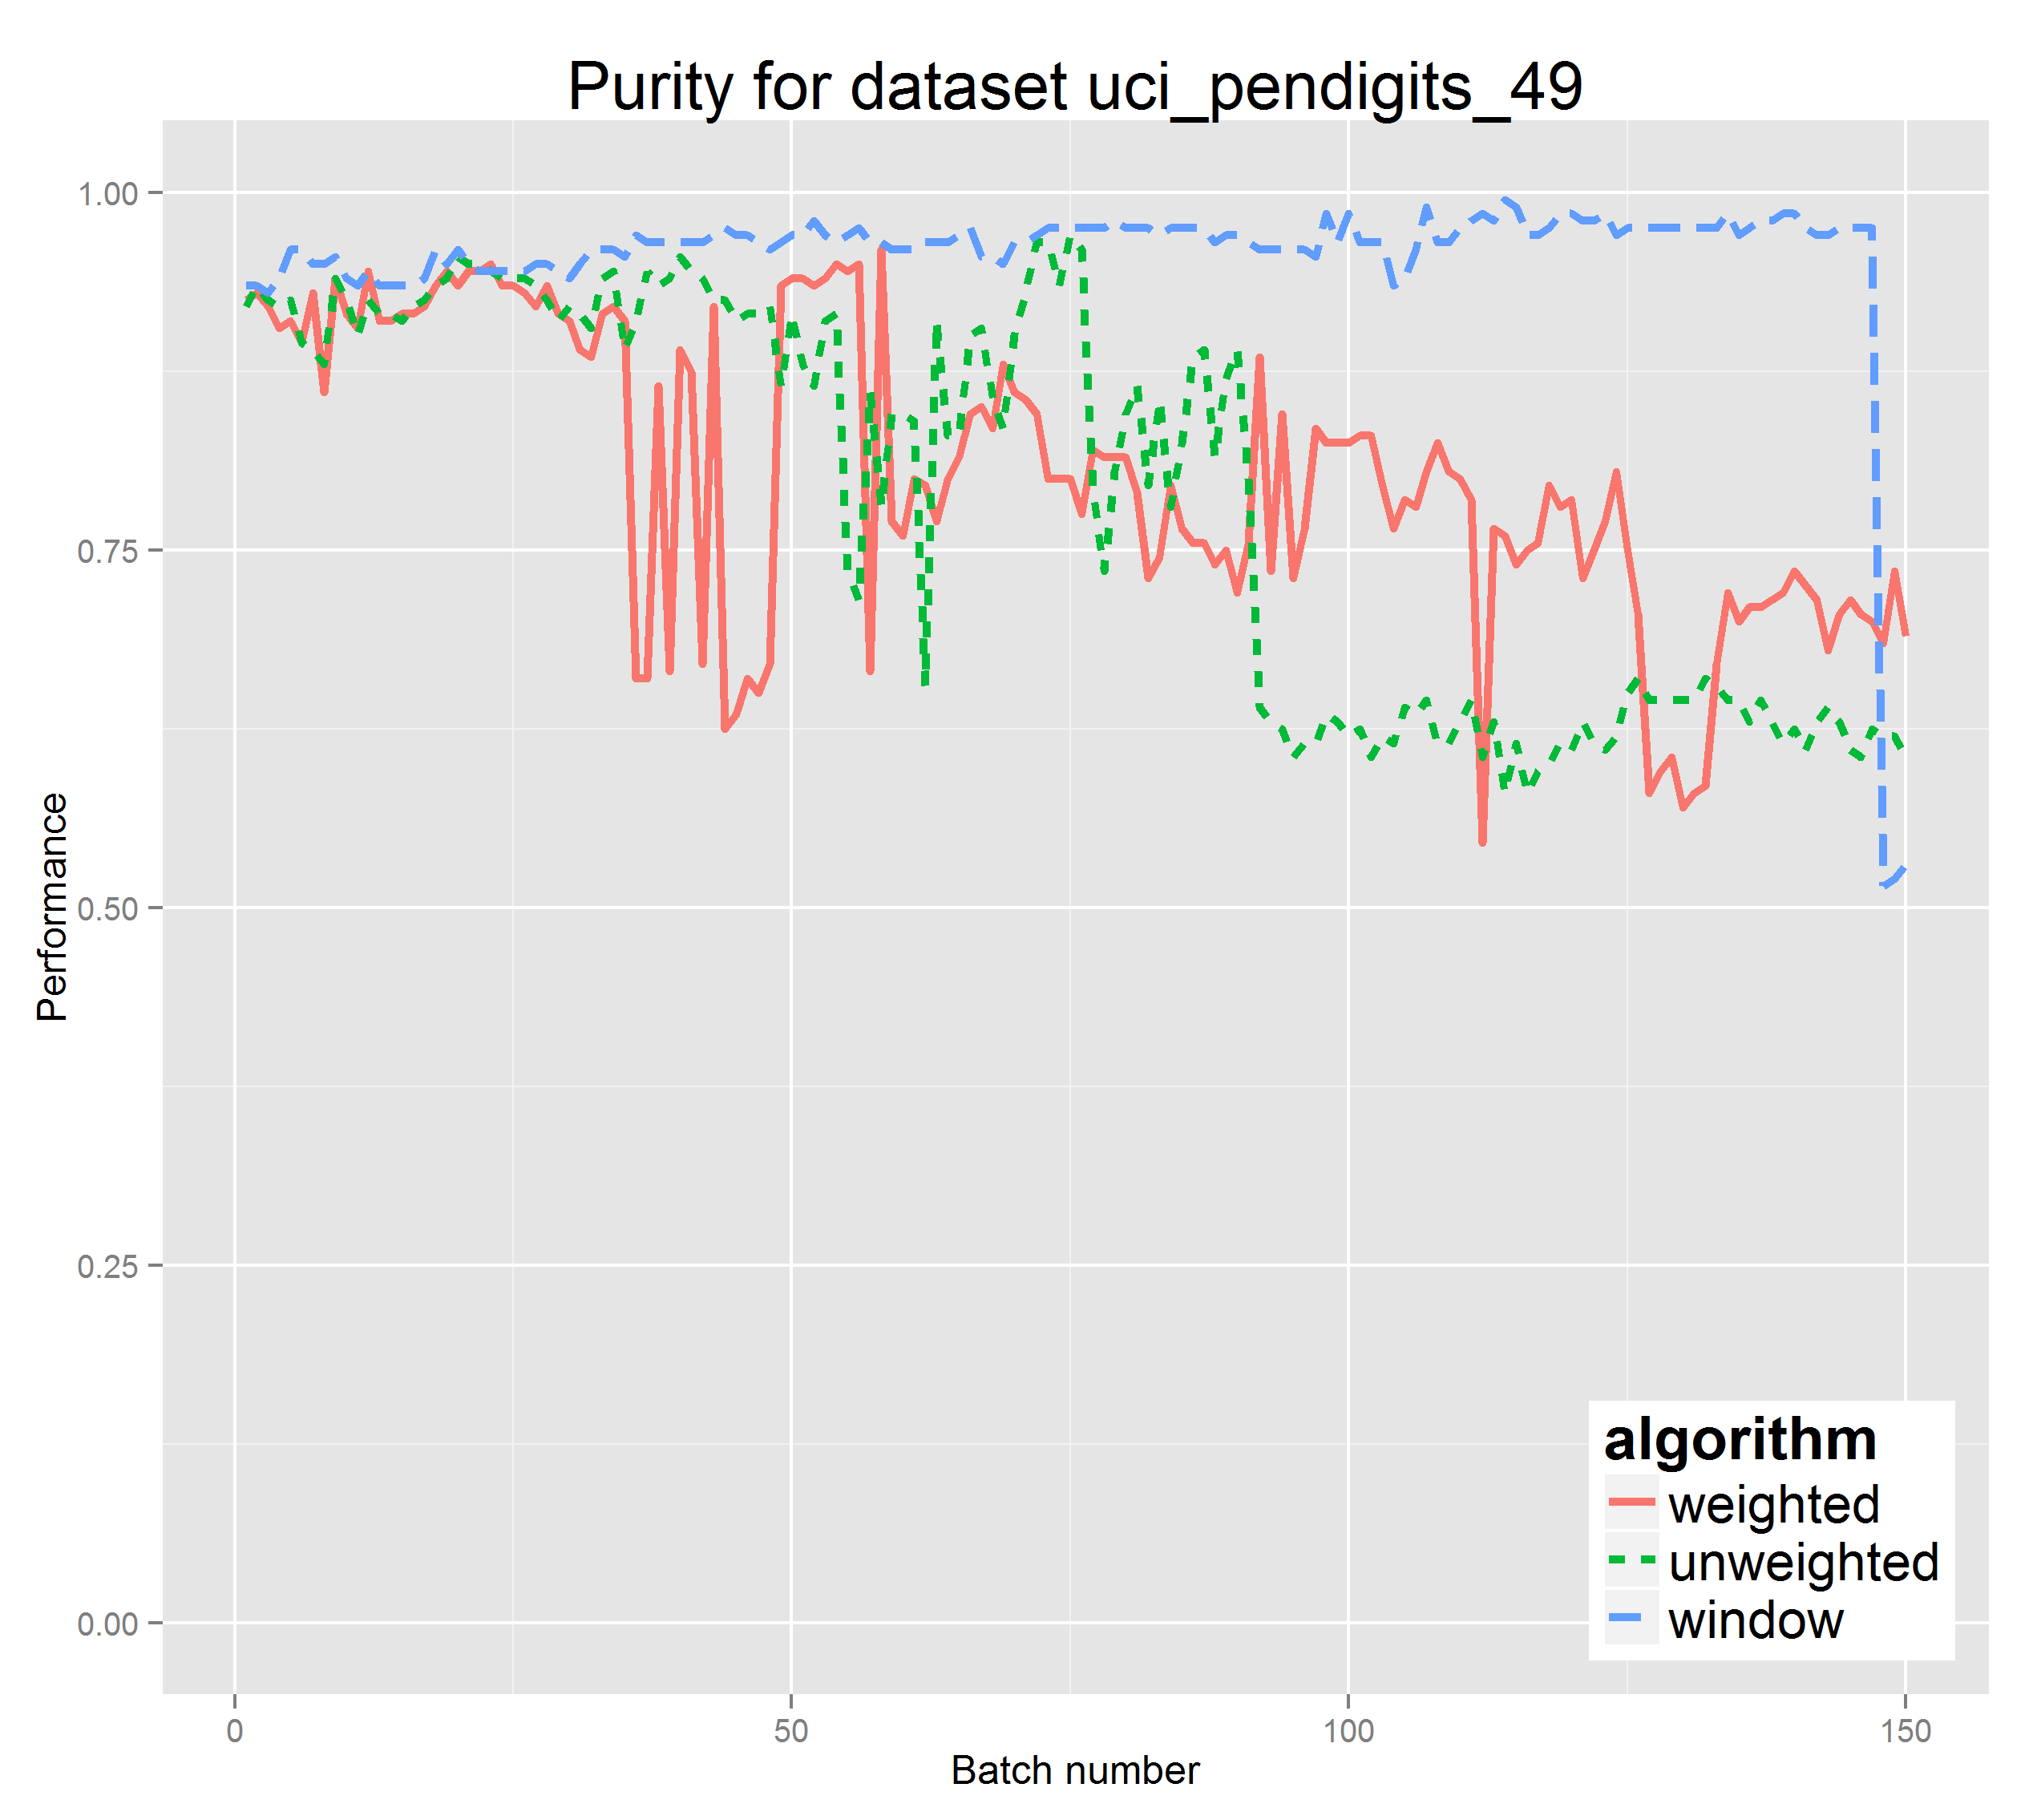 Purity for dataset uci_pendigits_49
1.00
0.75
0.50
0.25
0.00
Performance
0
50
100
150
Batch number
algorithm
weighted
unweighted
window